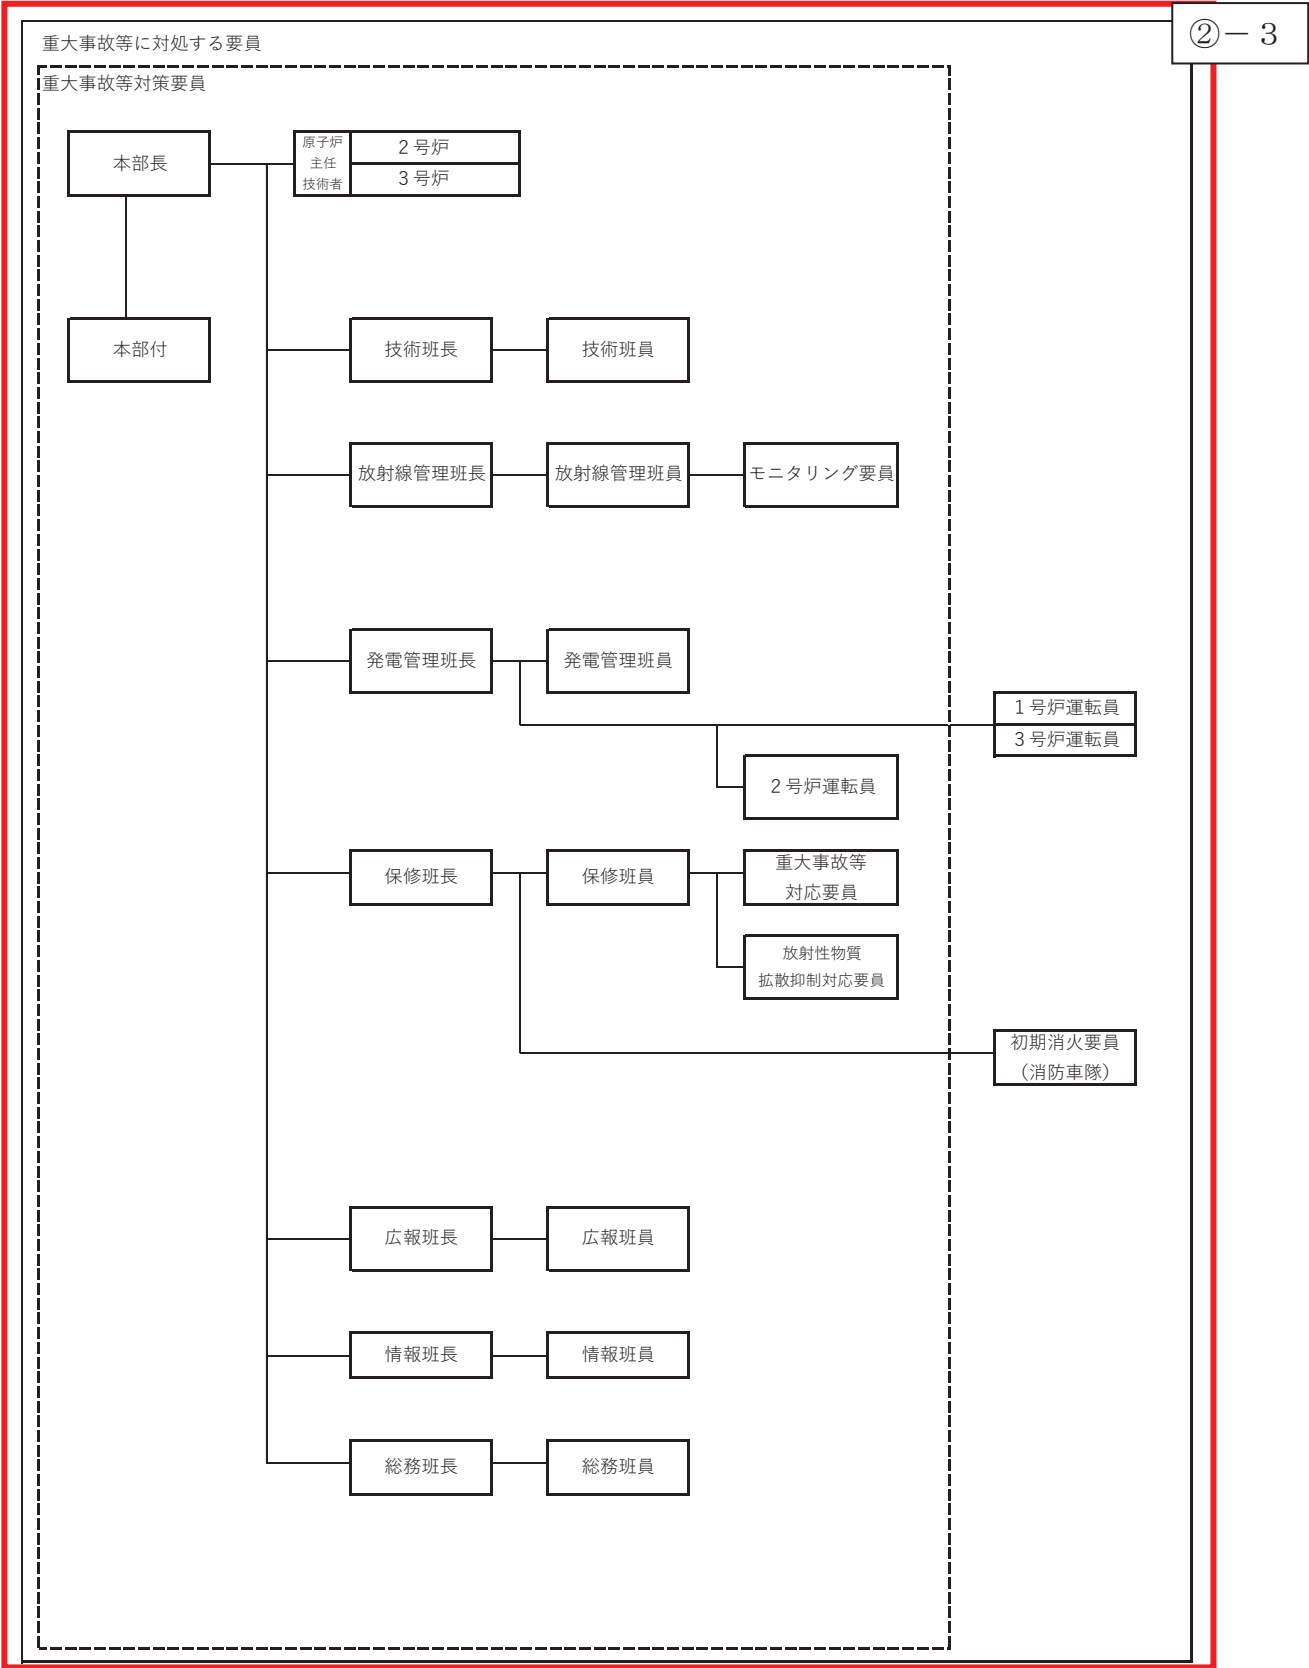 ②－３
重大事故等に対処する要員
重大事故等対策要員
本部長
原子炉
主任
技術者
２号炉
３号炉
本部付
技術班長
技術班員
放射線管理班長
放射線管理班員
モニタリング要員
発電管理班長
発電管理班員
１号炉運転員
３号炉運転員
２号炉運転員
保修班長
保修班員
重大事故等
対応要員
放射性物質
拡散抑制対応要員
初期消火要員
（消防車隊）
広報班長
広報班員
情報班長
情報班員
総務班長
総務班員